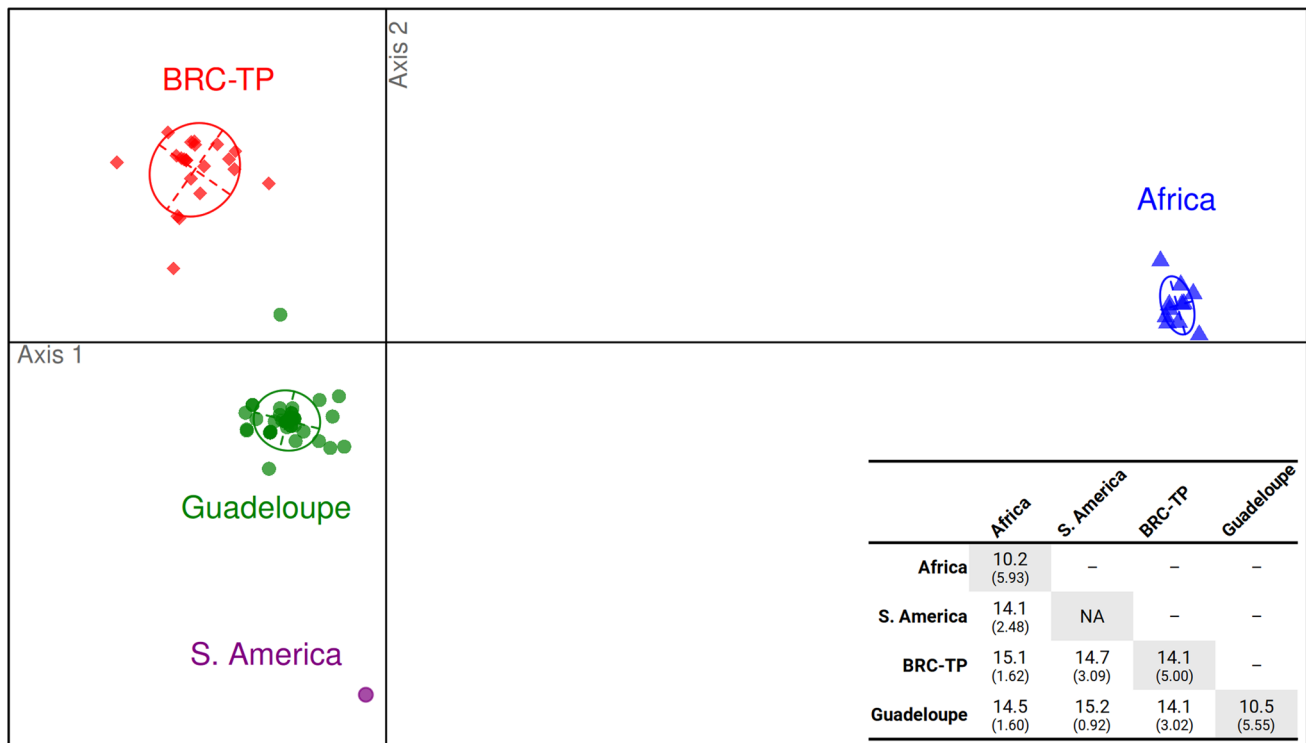 Axis 2
BRC-TP
Africa
Axis 1
Guadeloupe
S. America
Africa S. America BRC-TP Guadeloupe
Africa 10.2 – – –
(5.93)
S. America 14.1 NA – –
(2.48)
BRC-TP 15.1 14.7 14.1 –
(1.62) (3.09) (5.00)
Guadeloupe 14.5 15.2 14.1 10.5
(1.60) (0.92) (3.02) (5.55)